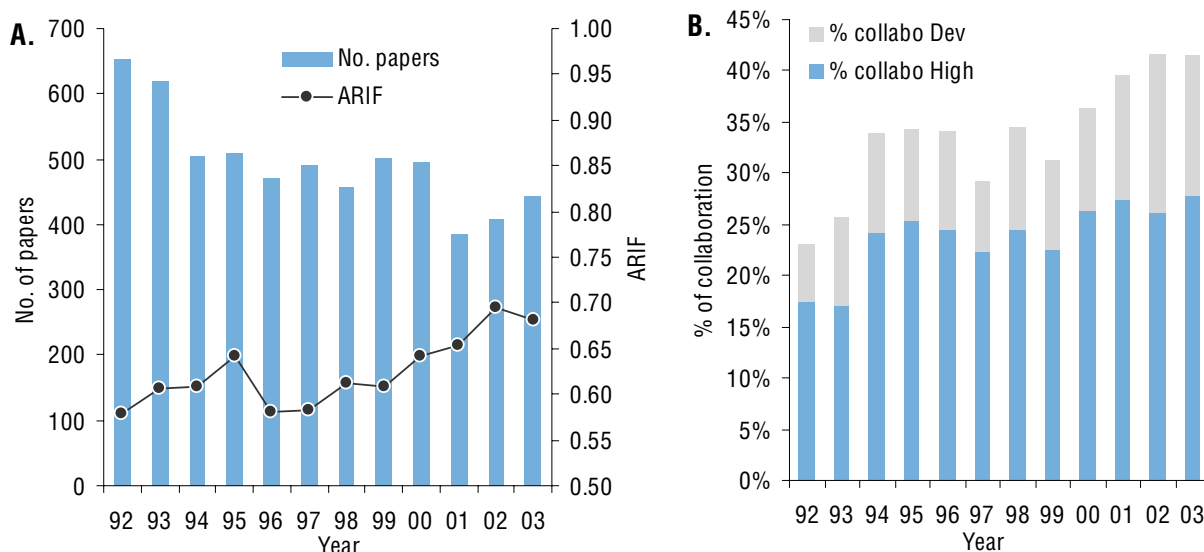 A.
No. of papers
700
600
500
400
300
200
100
0
No. papers
ARIF
1.00
0.95
0.90
0.85
0.80
0.75
0.70
0.65
0.60
0.55
0.50
ARIF
92 93 94 95 96 97 98 99 00 01 02 03
Year
B.
% of collaboration
45%
40%
35%
30%
25%
20%
15%
10%
5%
0%
% collabo Dev
% collabo High
92 93 94 95 96 97 98 99 00 01 02 03
Year